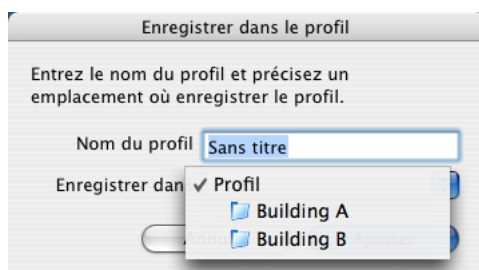 Enregistrer dans le profil
Entrez le nom du profil et précisez un
emplacement où enregistrer le profil.
Nom du profil Sans titre
Enregistrer dan ✓ Profil
Building A
Building B
Ajouter